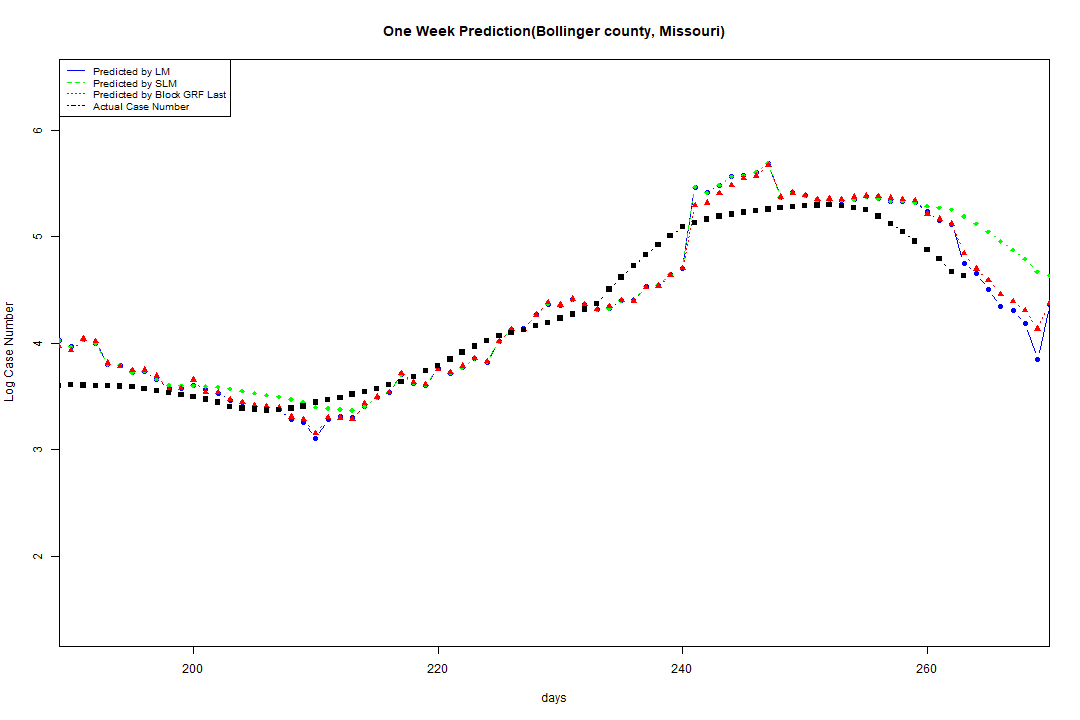 One Week Prediction(Bollinger county, Missouri)
Predicted by LM
Predicted by SLM
Predicted by Block GRF Last
Actual Case Number
6
5
4
3
2
Log Case Number
200 220 240 260
days